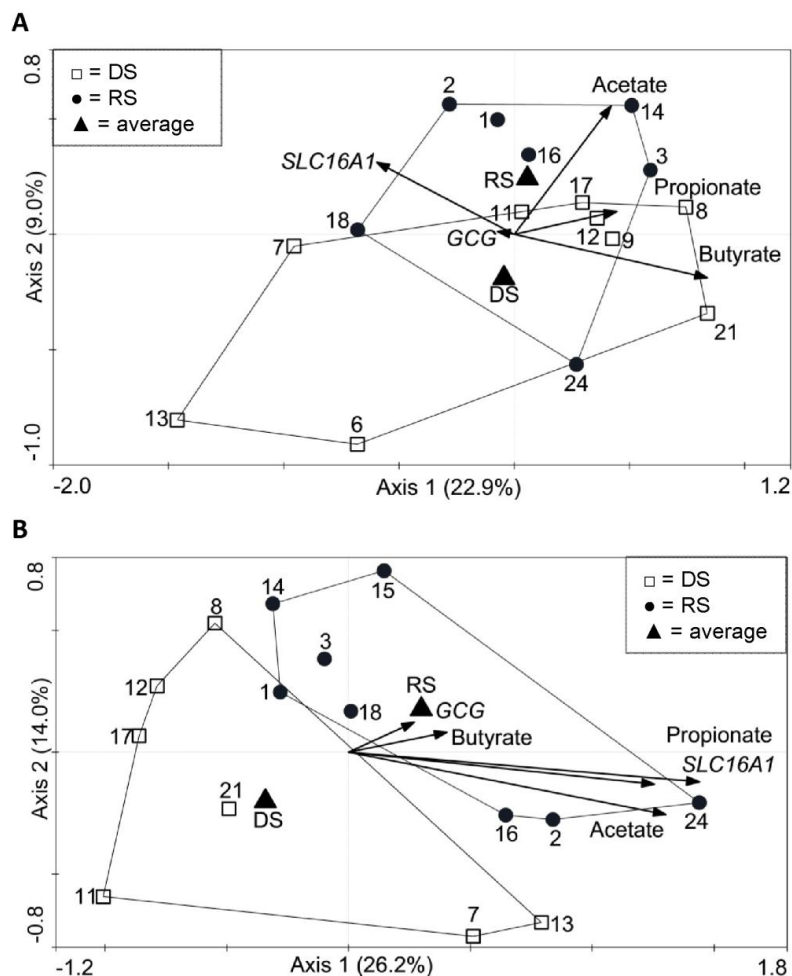 A
□ = DS
● = RS
▲ = average
0.8
Axis 2 (9.0%)
-1.0
2
1
Acetate
14
16
3
SLC16A1
RS
17
Propionate
11
8
18
12
9
7
GCG
Butyrate
DS
21
24
13
6
-2.0
Axis 1 (22.9%)
1.2
B
□ = DS
● = RS
▲ = average
0.8
Axis 2 (14.0%)
-0.8
15
14
8
3
12
1
RS
18
GCG
17
Butyrate
Propionate
SLC16A1
21
DS
16
2
Acetate
24
11
7
13
-1.2
Axis 1 (26.2%)
1.8